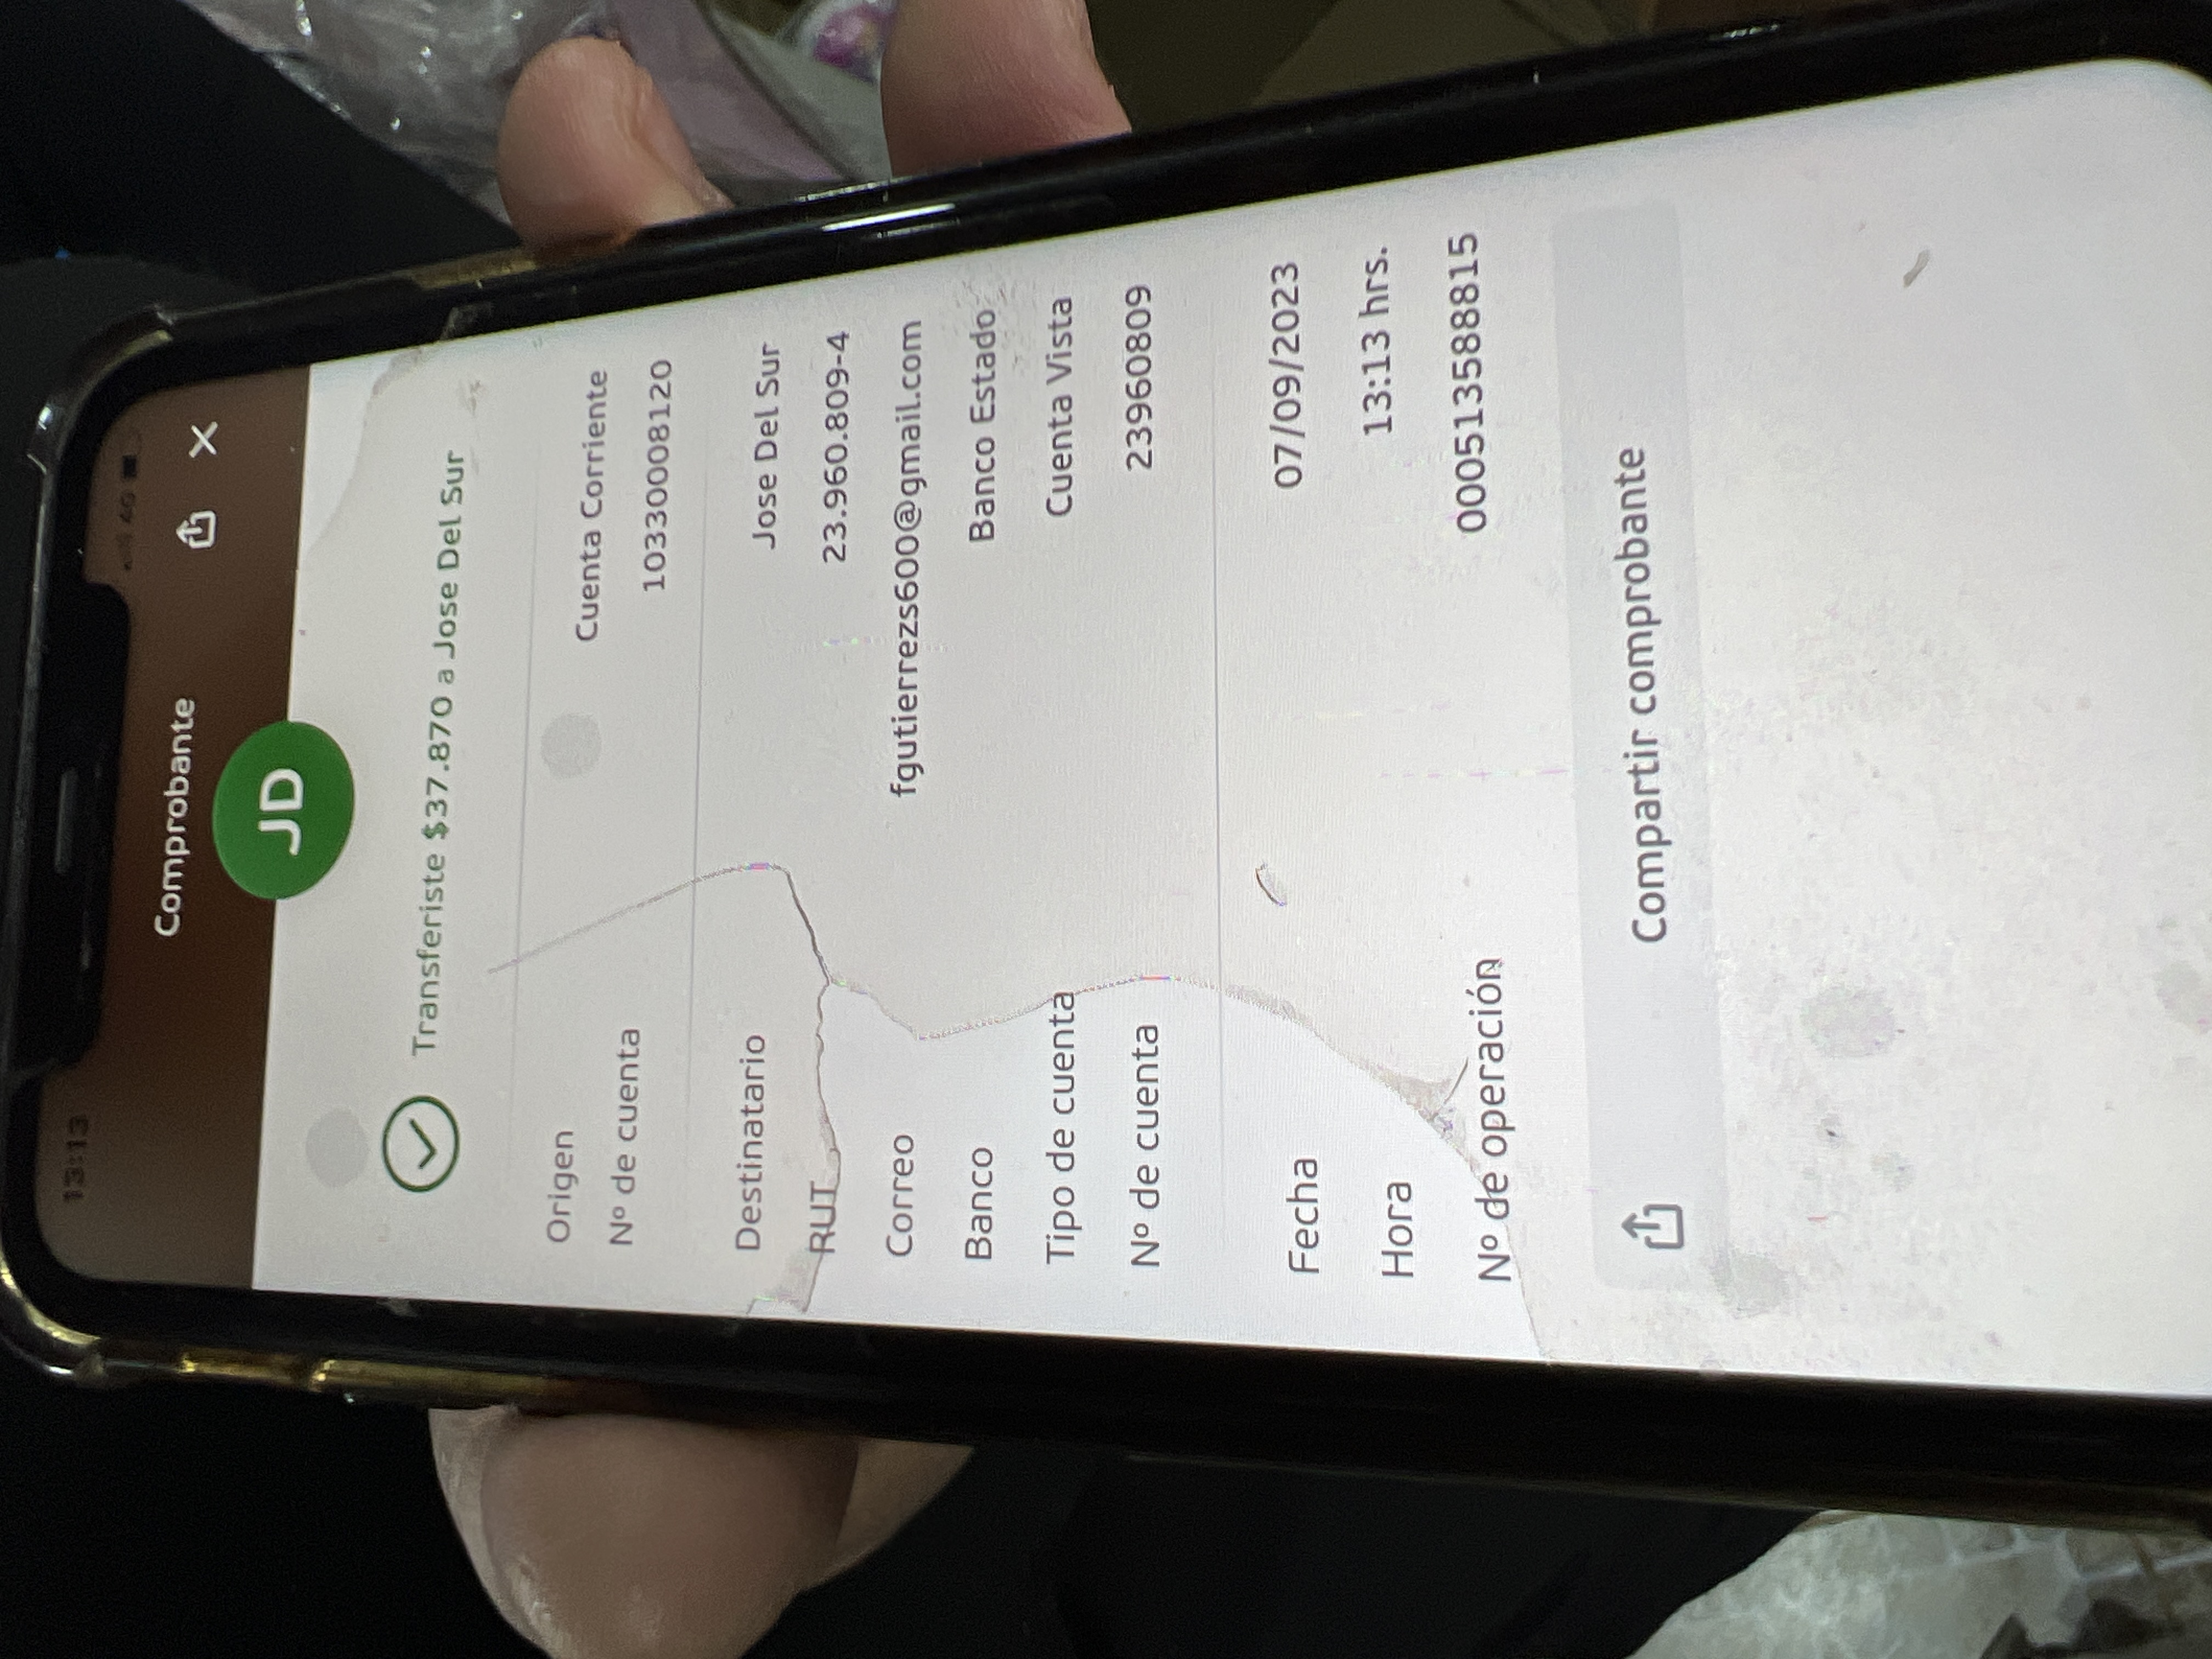 13:13
4G
Comprobante
JD
Transferiste $37.870 a Jose Del Sur
Origen Cuenta Corriente
Nº de cuenta 10330008120
Destinatario Jose Del Sur
RUT 23.960.809-4
Correo fgutierrezs600@gmail.com
Banco Banco Estado
Tipo de cuenta Cuenta Vista
Nº de cuenta 23960809
Fecha 07/09/2023
Hora 13:13 hrs.
Nº de operación 000513588815
Compartir comprobante